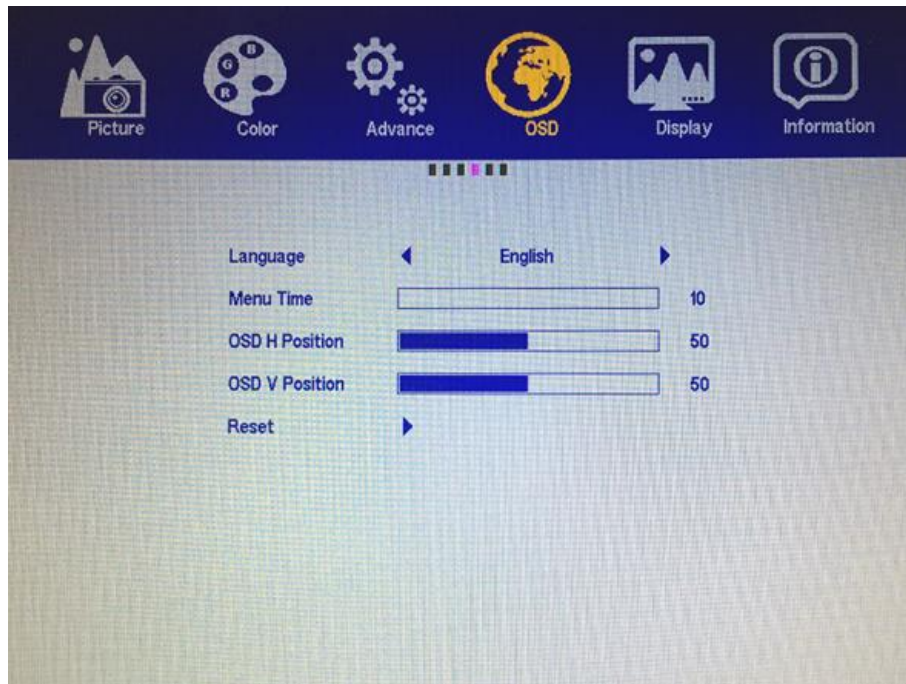 B
G
R
Picture Color Advance OSD Display Information
Language English
Menu Time 10
OSD H Position 50
OSD V Position 50
Reset